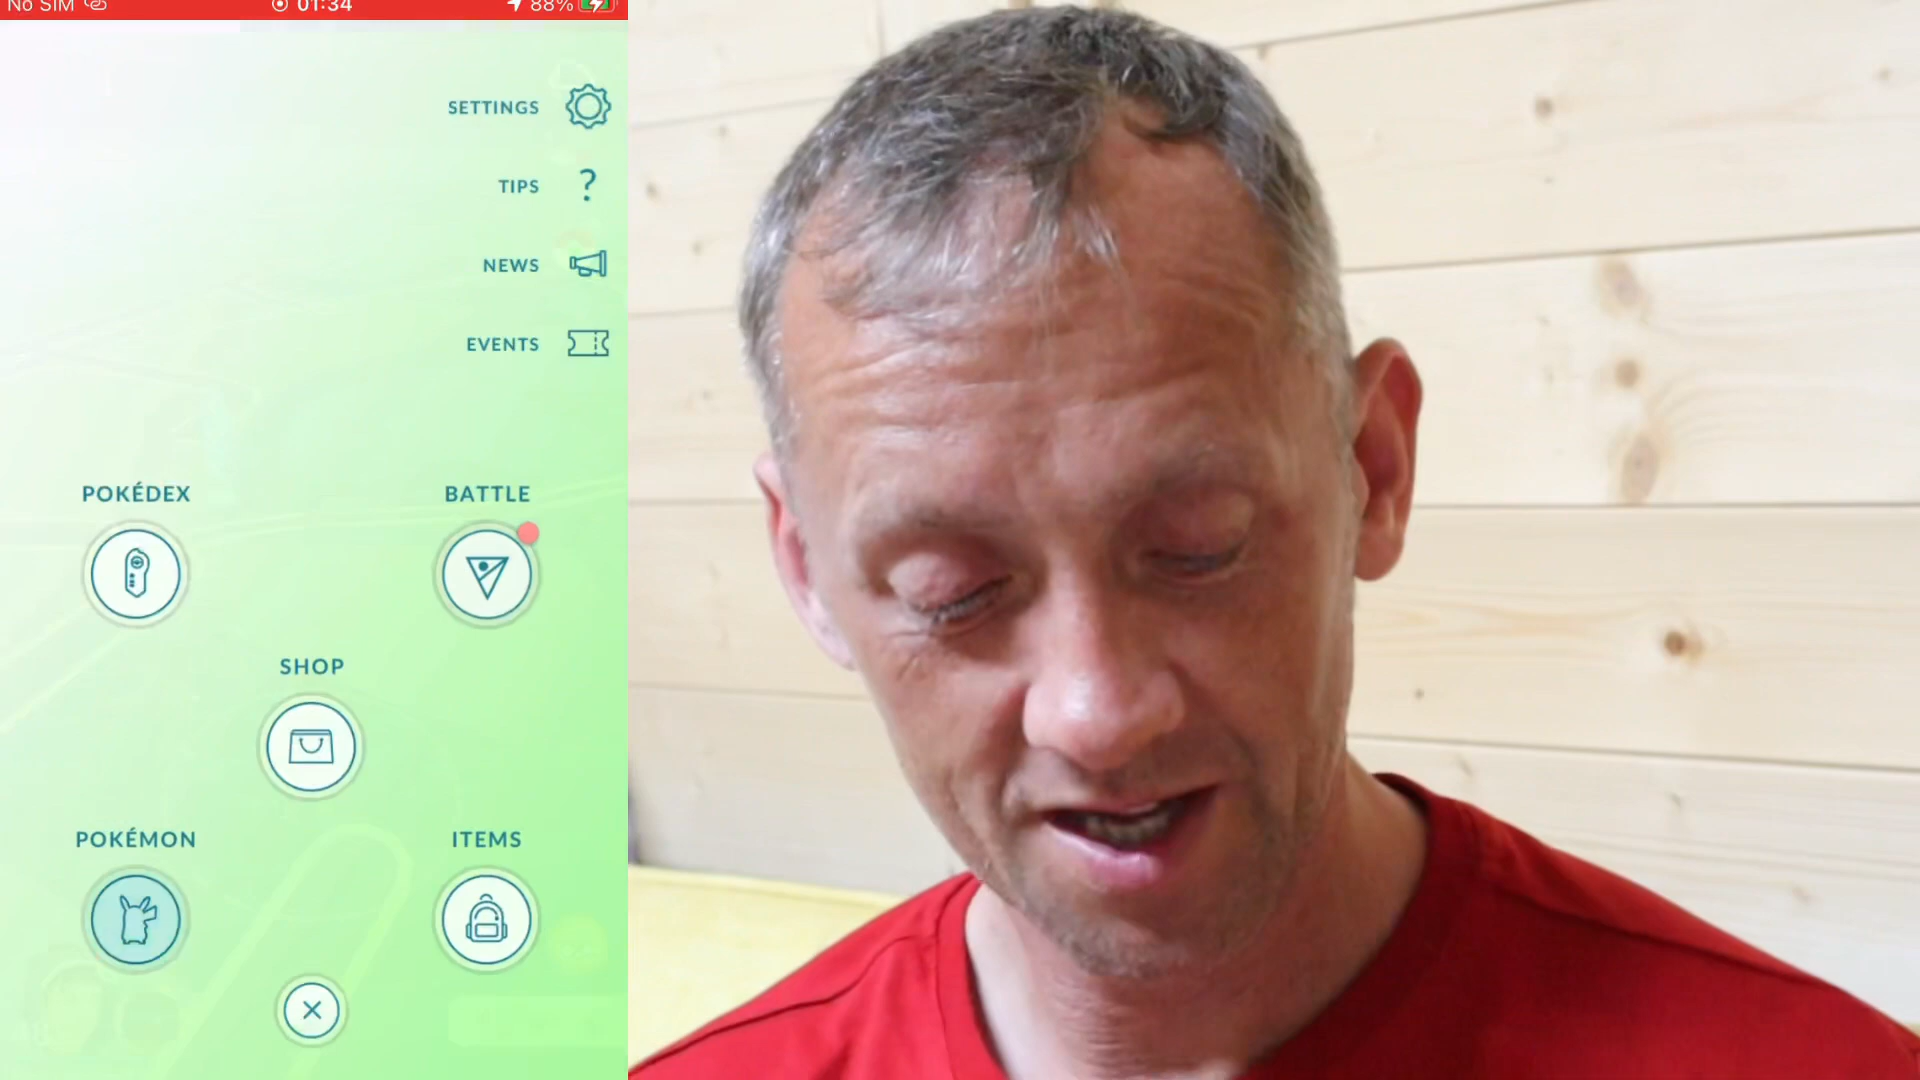 No SIM 01:34 88%
SETTINGS
TIPS ?
NEWS
EVENTS
POKÉDEX BATTLE
SHOP
POKÉMON ITEMS